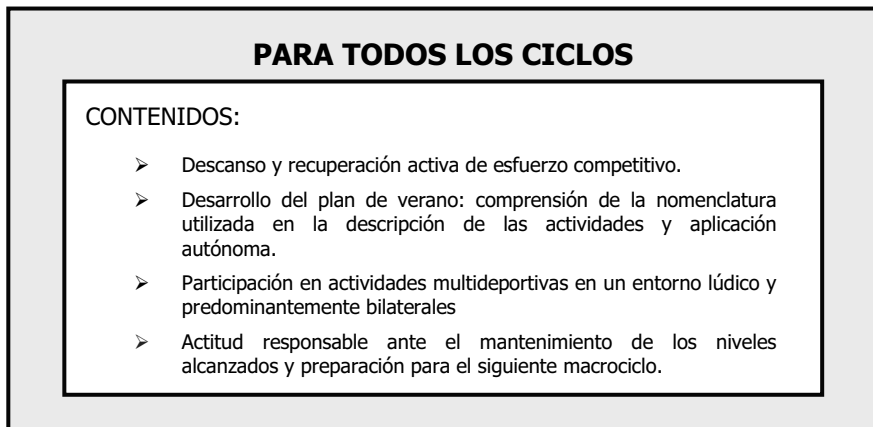 PARA TODOS LOS CICLOS
CONTENIDOS:
➢ Descanso y recuperación activa de esfuerzo competitivo.
➢ Desarrollo del plan de verano: comprensión de la nomenclatura
utilizada en la descripción de las actividades y aplicación
autónoma.
➢ Participación en actividades multideportivas en un entorno lúdico y
predominantemente bilaterales
➢ Actitud responsable ante el mantenimiento de los niveles
alcanzados y preparación para el siguiente macrociclo.